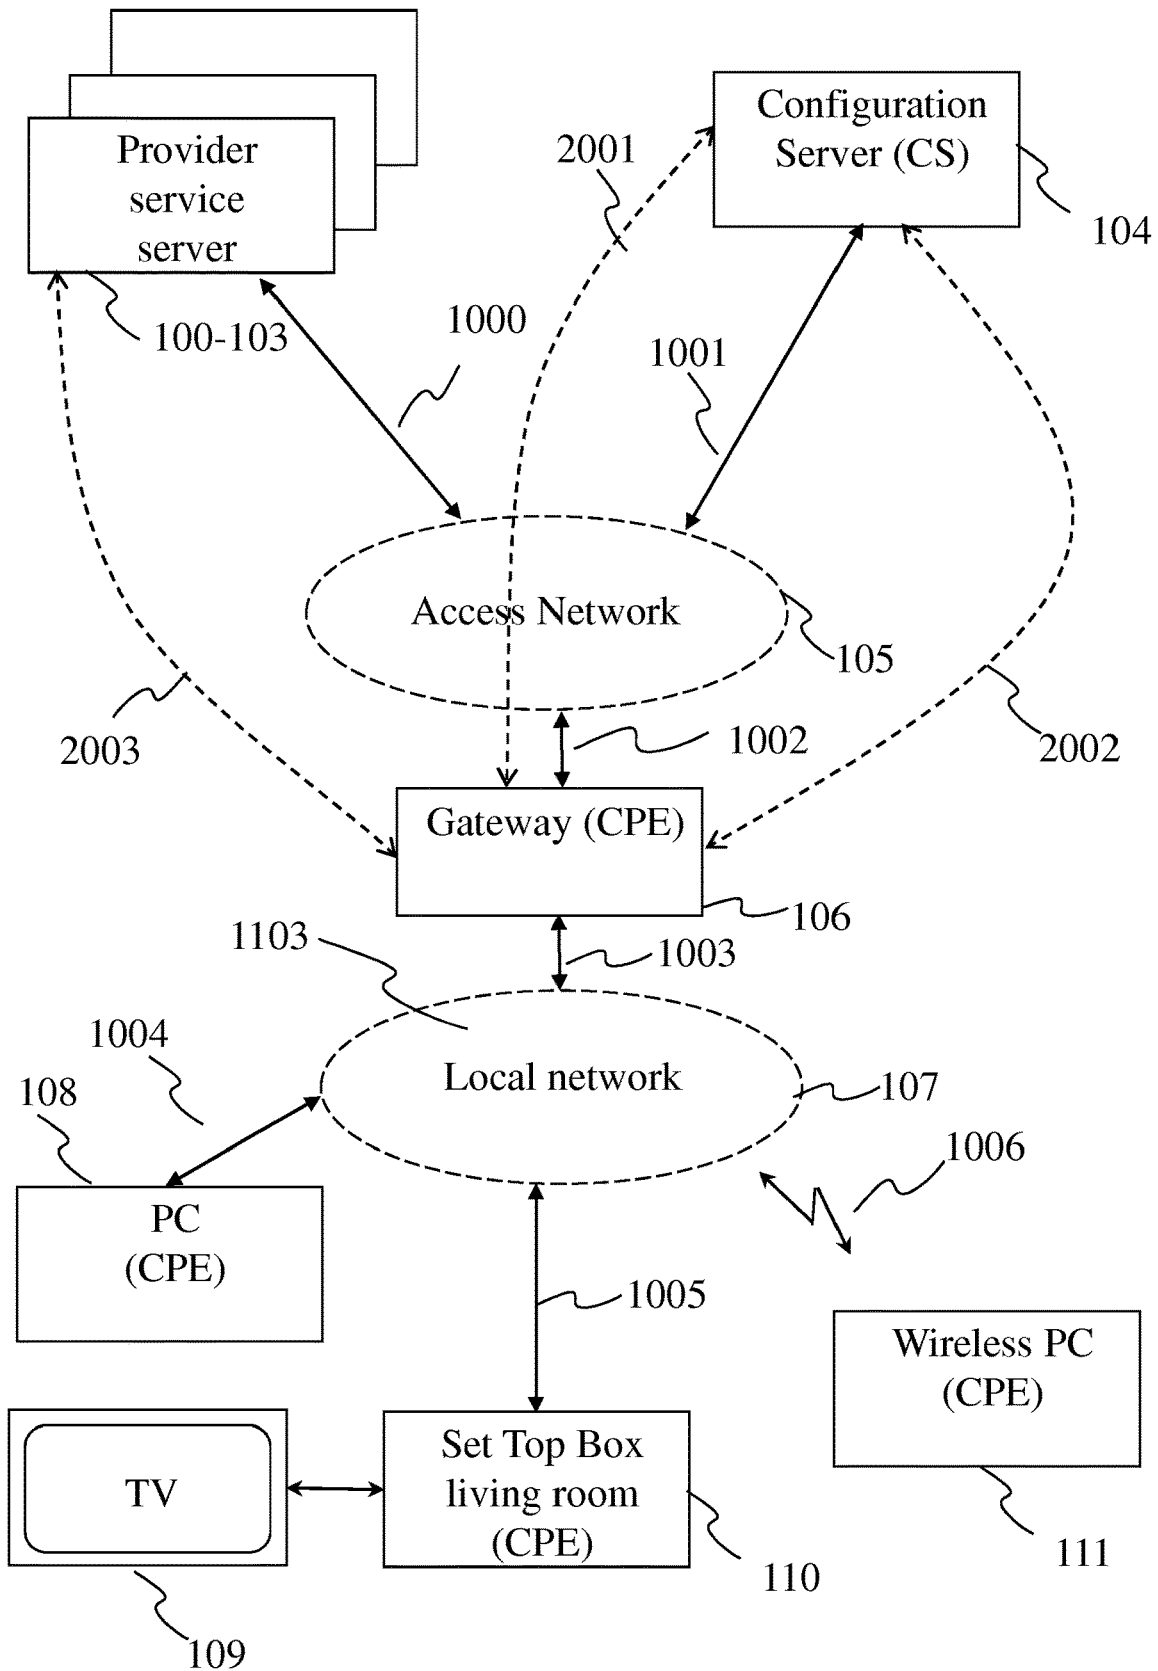 Provider
service
server
100-103
Configuration
Server (CS)
104
2001
1000
1001
Access Network
105
2003
1002
2002
Gateway (CPE)
106
1103
1003
1004
Local network
107
108
1006
PC
(CPE)
1005
Wireless PC
(CPE)
TV
Set Top Box
living room
(CPE)
111
110
109